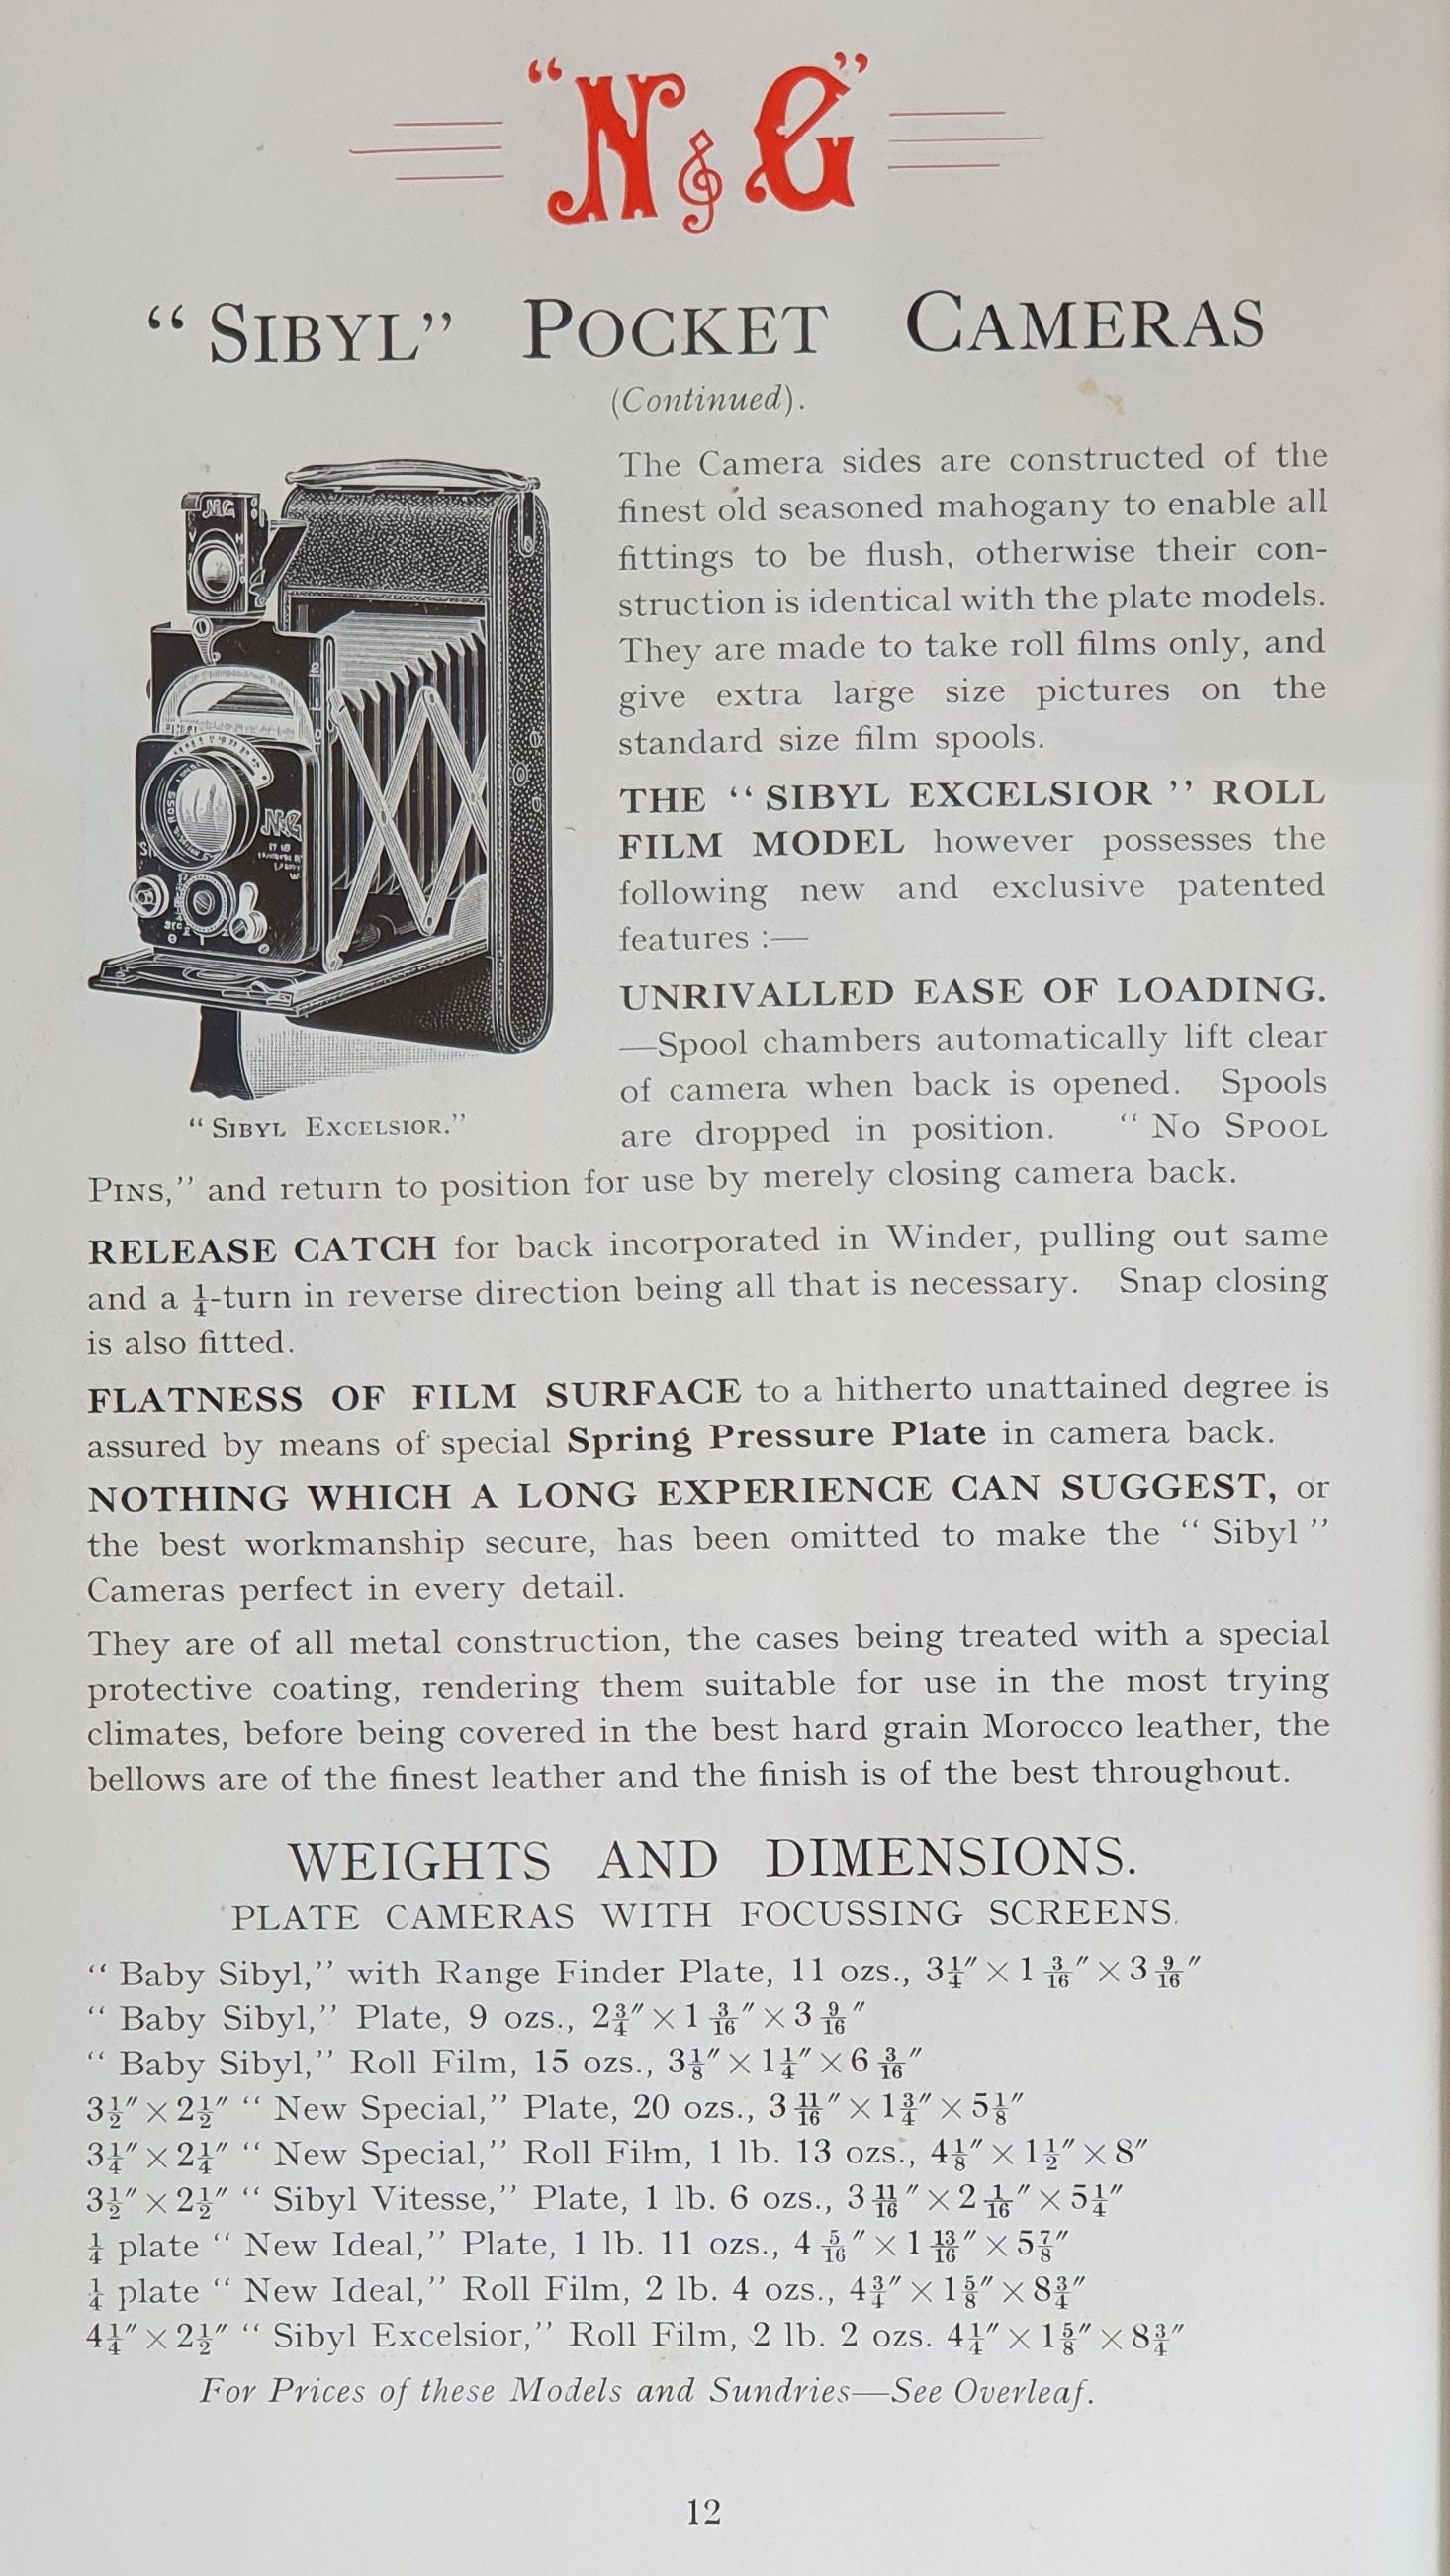 “N & G”
“SIBYL” POCKET CAMERAS
(Continued).
The Camera sides are constructed of the
finest old seasoned mahogany to enable all
fittings to be flush, otherwise their con-
struction is identical with the plate models.
They are made to take roll films only, and
give extra large size pictures on the
standard size film spools.
THE “SIBYL EXCELSIOR” ROLL
FILM MODEL however possesses the
following new and exclusive patented
features :—
UNRIVALLED EASE OF LOADING.
—Spool chambers automatically lift clear
of camera when back is opened. Spools
are dropped in position. “NO SPOOL
“SIBYL EXCELSIOR.”
PINS,” and return to position for use by merely closing camera back.
RELEASE CATCH for back incorporated in Winder, pulling out same
and a ¼-turn in reverse direction being all that is necessary. Snap closing
is also fitted.
FLATNESS OF FILM SURFACE to a hitherto unattained degree is
assured by means of special Spring Pressure Plate in camera back.
NOTHING WHICH A LONG EXPERIENCE CAN SUGGEST, or
the best workmanship secure, has been omitted to make the “Sibyl”
Cameras perfect in every detail.
They are of all metal construction, the cases being treated with a special
protective coating, rendering them suitable for use in the most trying
climates, before being covered in the best hard grain Morocco leather, the
bellows are of the finest leather and the finish is of the best throughout.
WEIGHTS AND DIMENSIONS.
PLATE CAMERAS WITH FOCUSSING SCREENS.
“Baby Sibyl,” with Range Finder Plate, 11 ozs., 3¼″ × 1 3/16″ × 3 9/16″
“Baby Sibyl,” Plate, 9 ozs., 2¾″ × 1 3/16″ × 3 9/16″
“Baby Sibyl,” Roll Film, 15 ozs., 3⅛″ × 1¼″ × 6 3/16″
3½″ × 2½″ “New Special,” Plate, 20 ozs., 3 11/16″ × 1¾″ × 5⅛″
3¼″ × 2¼″ “New Special,” Roll Film, 1 lb. 13 ozs., 4⅛″ × 1½″ × 8″
3½″ × 2½″ “Sibyl Vitesse,” Plate, 1 lb. 6 ozs., 3 11/16″ × 2 1/16″ × 5¼″
¼ plate “New Ideal,” Plate, 1 lb. 11 ozs., 4 5/16″ × 1 13/16″ × 5⅞″
¼ plate “New Ideal,” Roll Film, 2 lb. 4 ozs., 4¾″ × 1⅝″ × 8¾″
4¼″ × 2½″ “Sibyl Excelsior,” Roll Film, 2 lb. 2 ozs. 4¼″ × 1⅝″ × 8¾″
For Prices of these Models and Sundries—See Overleaf.
12